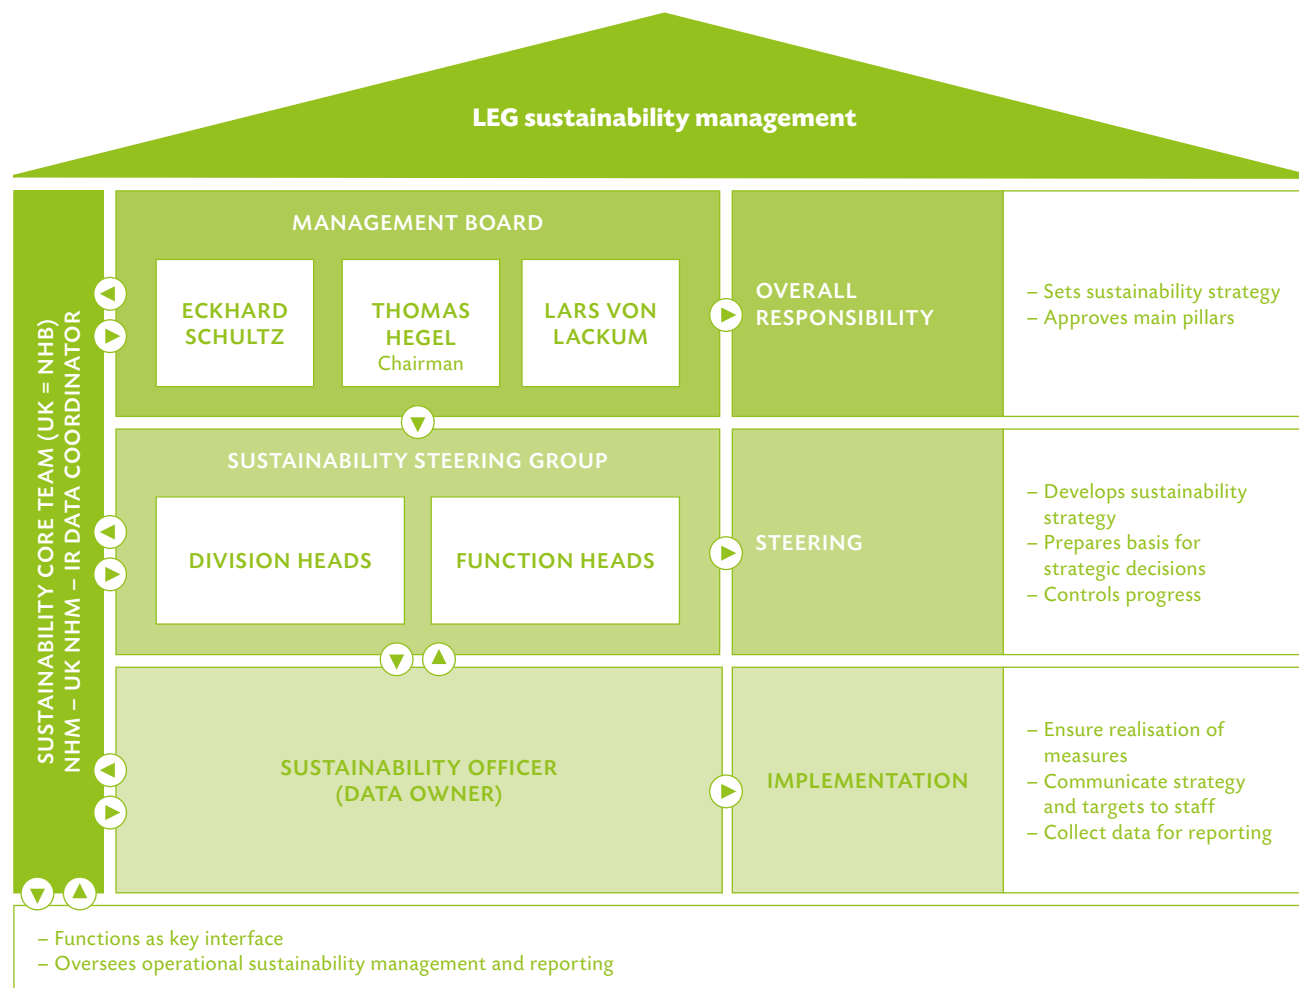 LEG sustainability management
SUSTAINABILITY CORE TEAM (UK = NHB)
NHM – UK NHM – IR DATA COORDINATOR
MANAGEMENT BOARD
ECKHARD
SCHULTZ
THOMAS
HEGEL
Chairman
LARS VON
LACKUM
OVERALL
RESPONSIBILITY
– Sets sustainability strategy
– Approves main pillars
SUSTAINABILITY STEERING GROUP
DIVISION HEADS
FUNCTION HEADS
STEERING
– Develops sustainability
strategy
– Prepares basis for
strategic decisions
– Controls progress
SUSTAINABILITY OFFICER
(DATA OWNER)
IMPLEMENTATION
– Ensure realisation of
measures
– Communicate strategy
and targets to staff
– Collect data for reporting
– Functions as key interface
– Oversees operational sustainability management and reporting